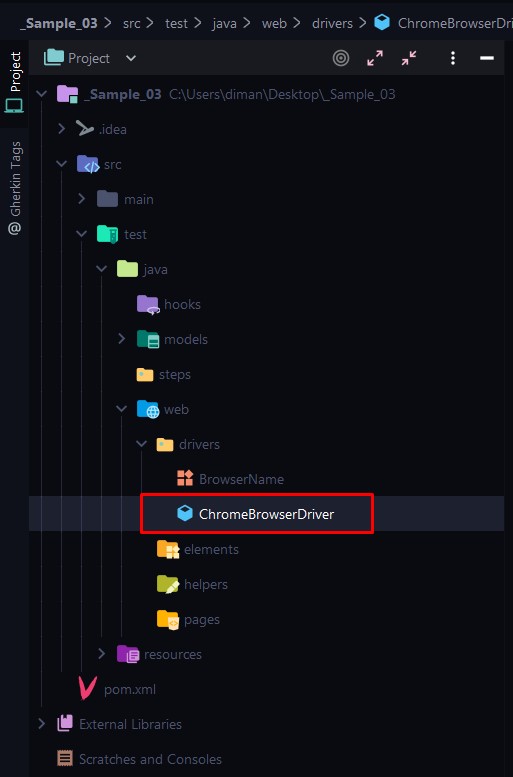 _Sample_03 > src > test > java > web > drivers > ChromeBrowserDri
Project
Project
_Sample_03 C:\Users\diman\Desktop\_Sample_03
.idea
@ Gherkin Tags
src
main
test
java
hooks
models
steps
web
drivers
BrowserName
ChromeBrowserDriver
elements
helpers
pages
resources
pom.xml
External Libraries
Scratches and Consoles